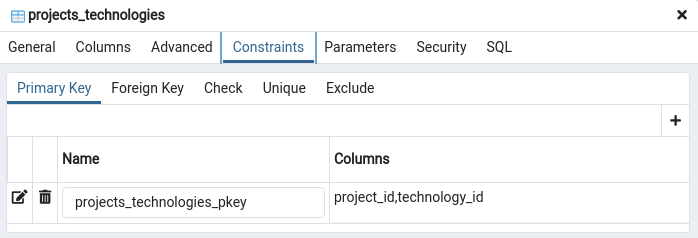 projects_technologies
General Columns Advanced Constraints Parameters Security SQL
Primary Key Foreign Key Check Unique Exclude
Name Columns
projects_technologies_pkey project_id,technology_id